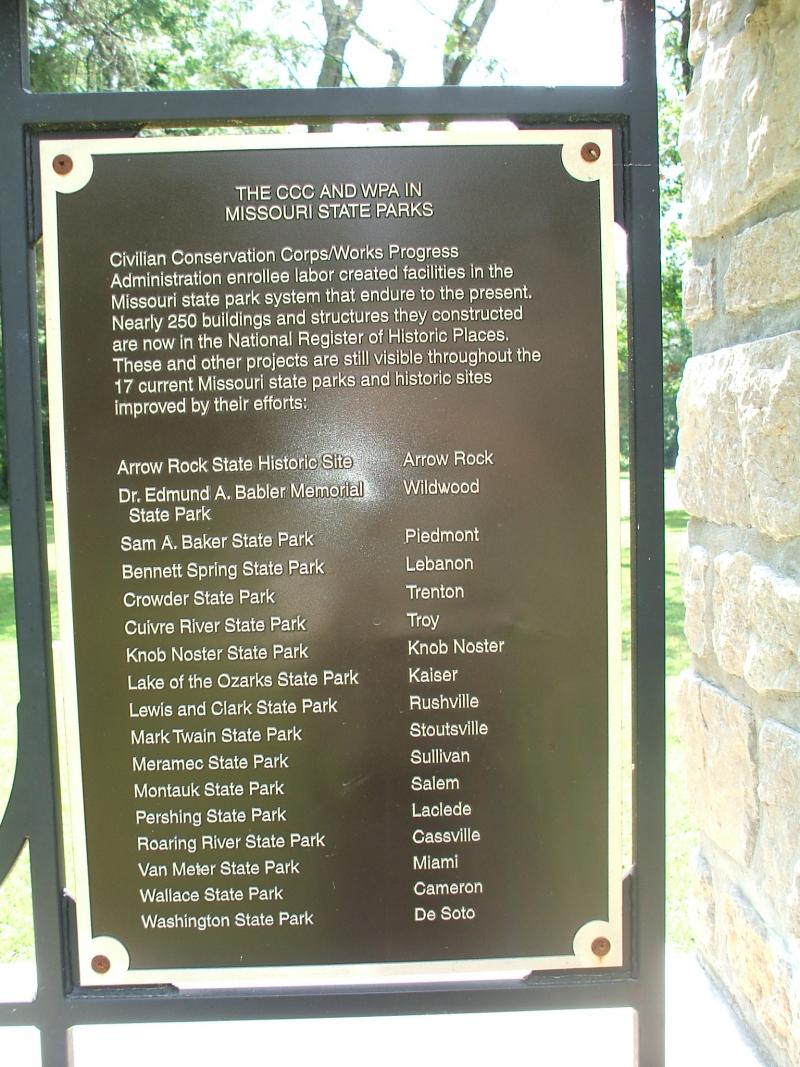 THE CCC AND WPA IN
MISSOURI STATE PARKS
Civilian Conservation Corps/Works Progress
Administration enrollee labor created facilities in the
Missouri state park system that endure to the present.
Nearly 250 buildings and structures they constructed
are now in the National Register of Historic Places.
These and other projects are still visible throughout the
17 current Missouri state parks and historic sites
improved by their efforts:
Arrow Rock State Historic Site Arrow Rock
Dr. Edmund A. Babler Memorial Wildwood
State Park
Sam A. Baker State Park Piedmont
Bennett Spring State Park Lebanon
Crowder State Park Trenton
Cuivre River State Park Troy
Knob Noster State Park Knob Noster
Lake of the Ozarks State Park Kaiser
Lewis and Clark State Park Rushville
Mark Twain State Park Stoutsville
Meramec State Park Sullivan
Montauk State Park Salem
Pershing State Park Laclede
Roaring River State Park Cassville
Van Meter State Park Miami
Wallace State Park Cameron
Washington State Park De Soto